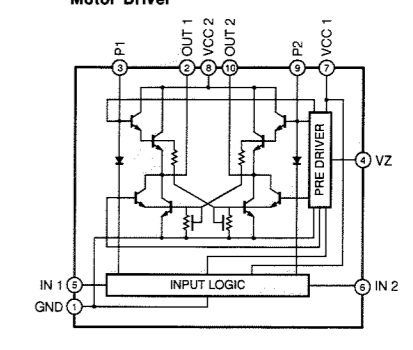 Motor Driver
P1
OUT 1
VCC 2
OUT 2
P2
VCC 1
3
2
8
10
9
7
PRE DRIVER
4
VZ
IN 1
5
INPUT LOGIC
6
IN 2
GND
1